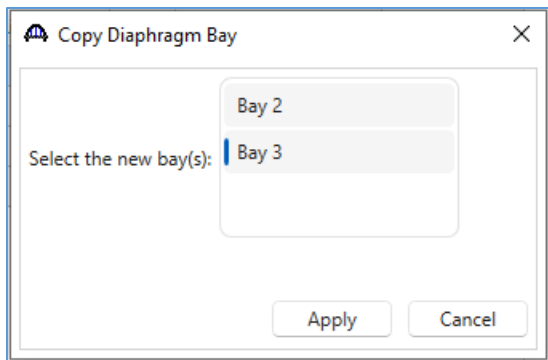 Copy Diaphragm Bay
Bay 2
Select the new bay(s):
Bay 3
Apply
Cancel